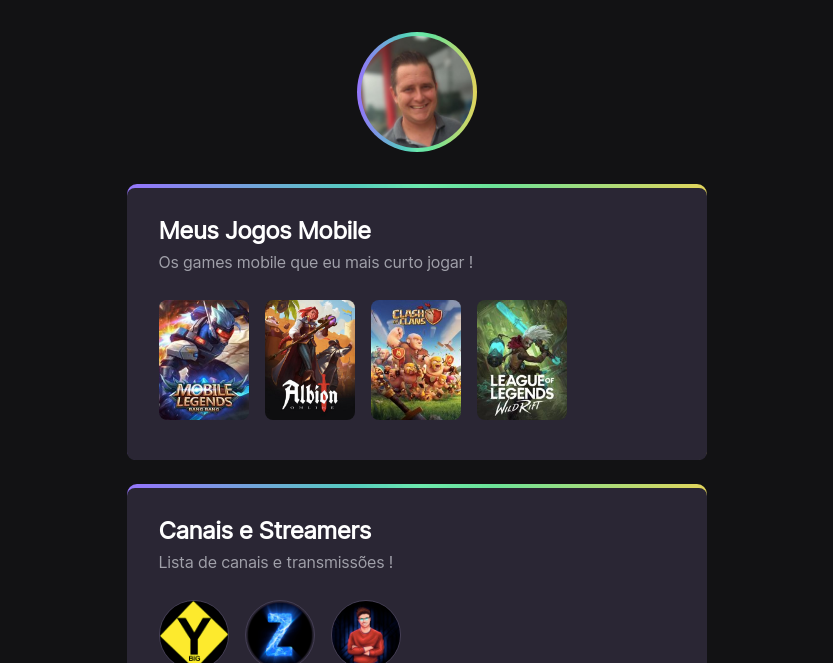 Meus Jogos Mobile
Os games mobile que eu mais curto jogar !
MOBILE
LEGENDS
BANG BANG
Albion
ONLINE
CLASH
OF CLANS
LEAGUE OF
LEGENDS
WILD RIFT
Canais e Streamers
Lista de canais e transmissões !
Y
BIG
Z